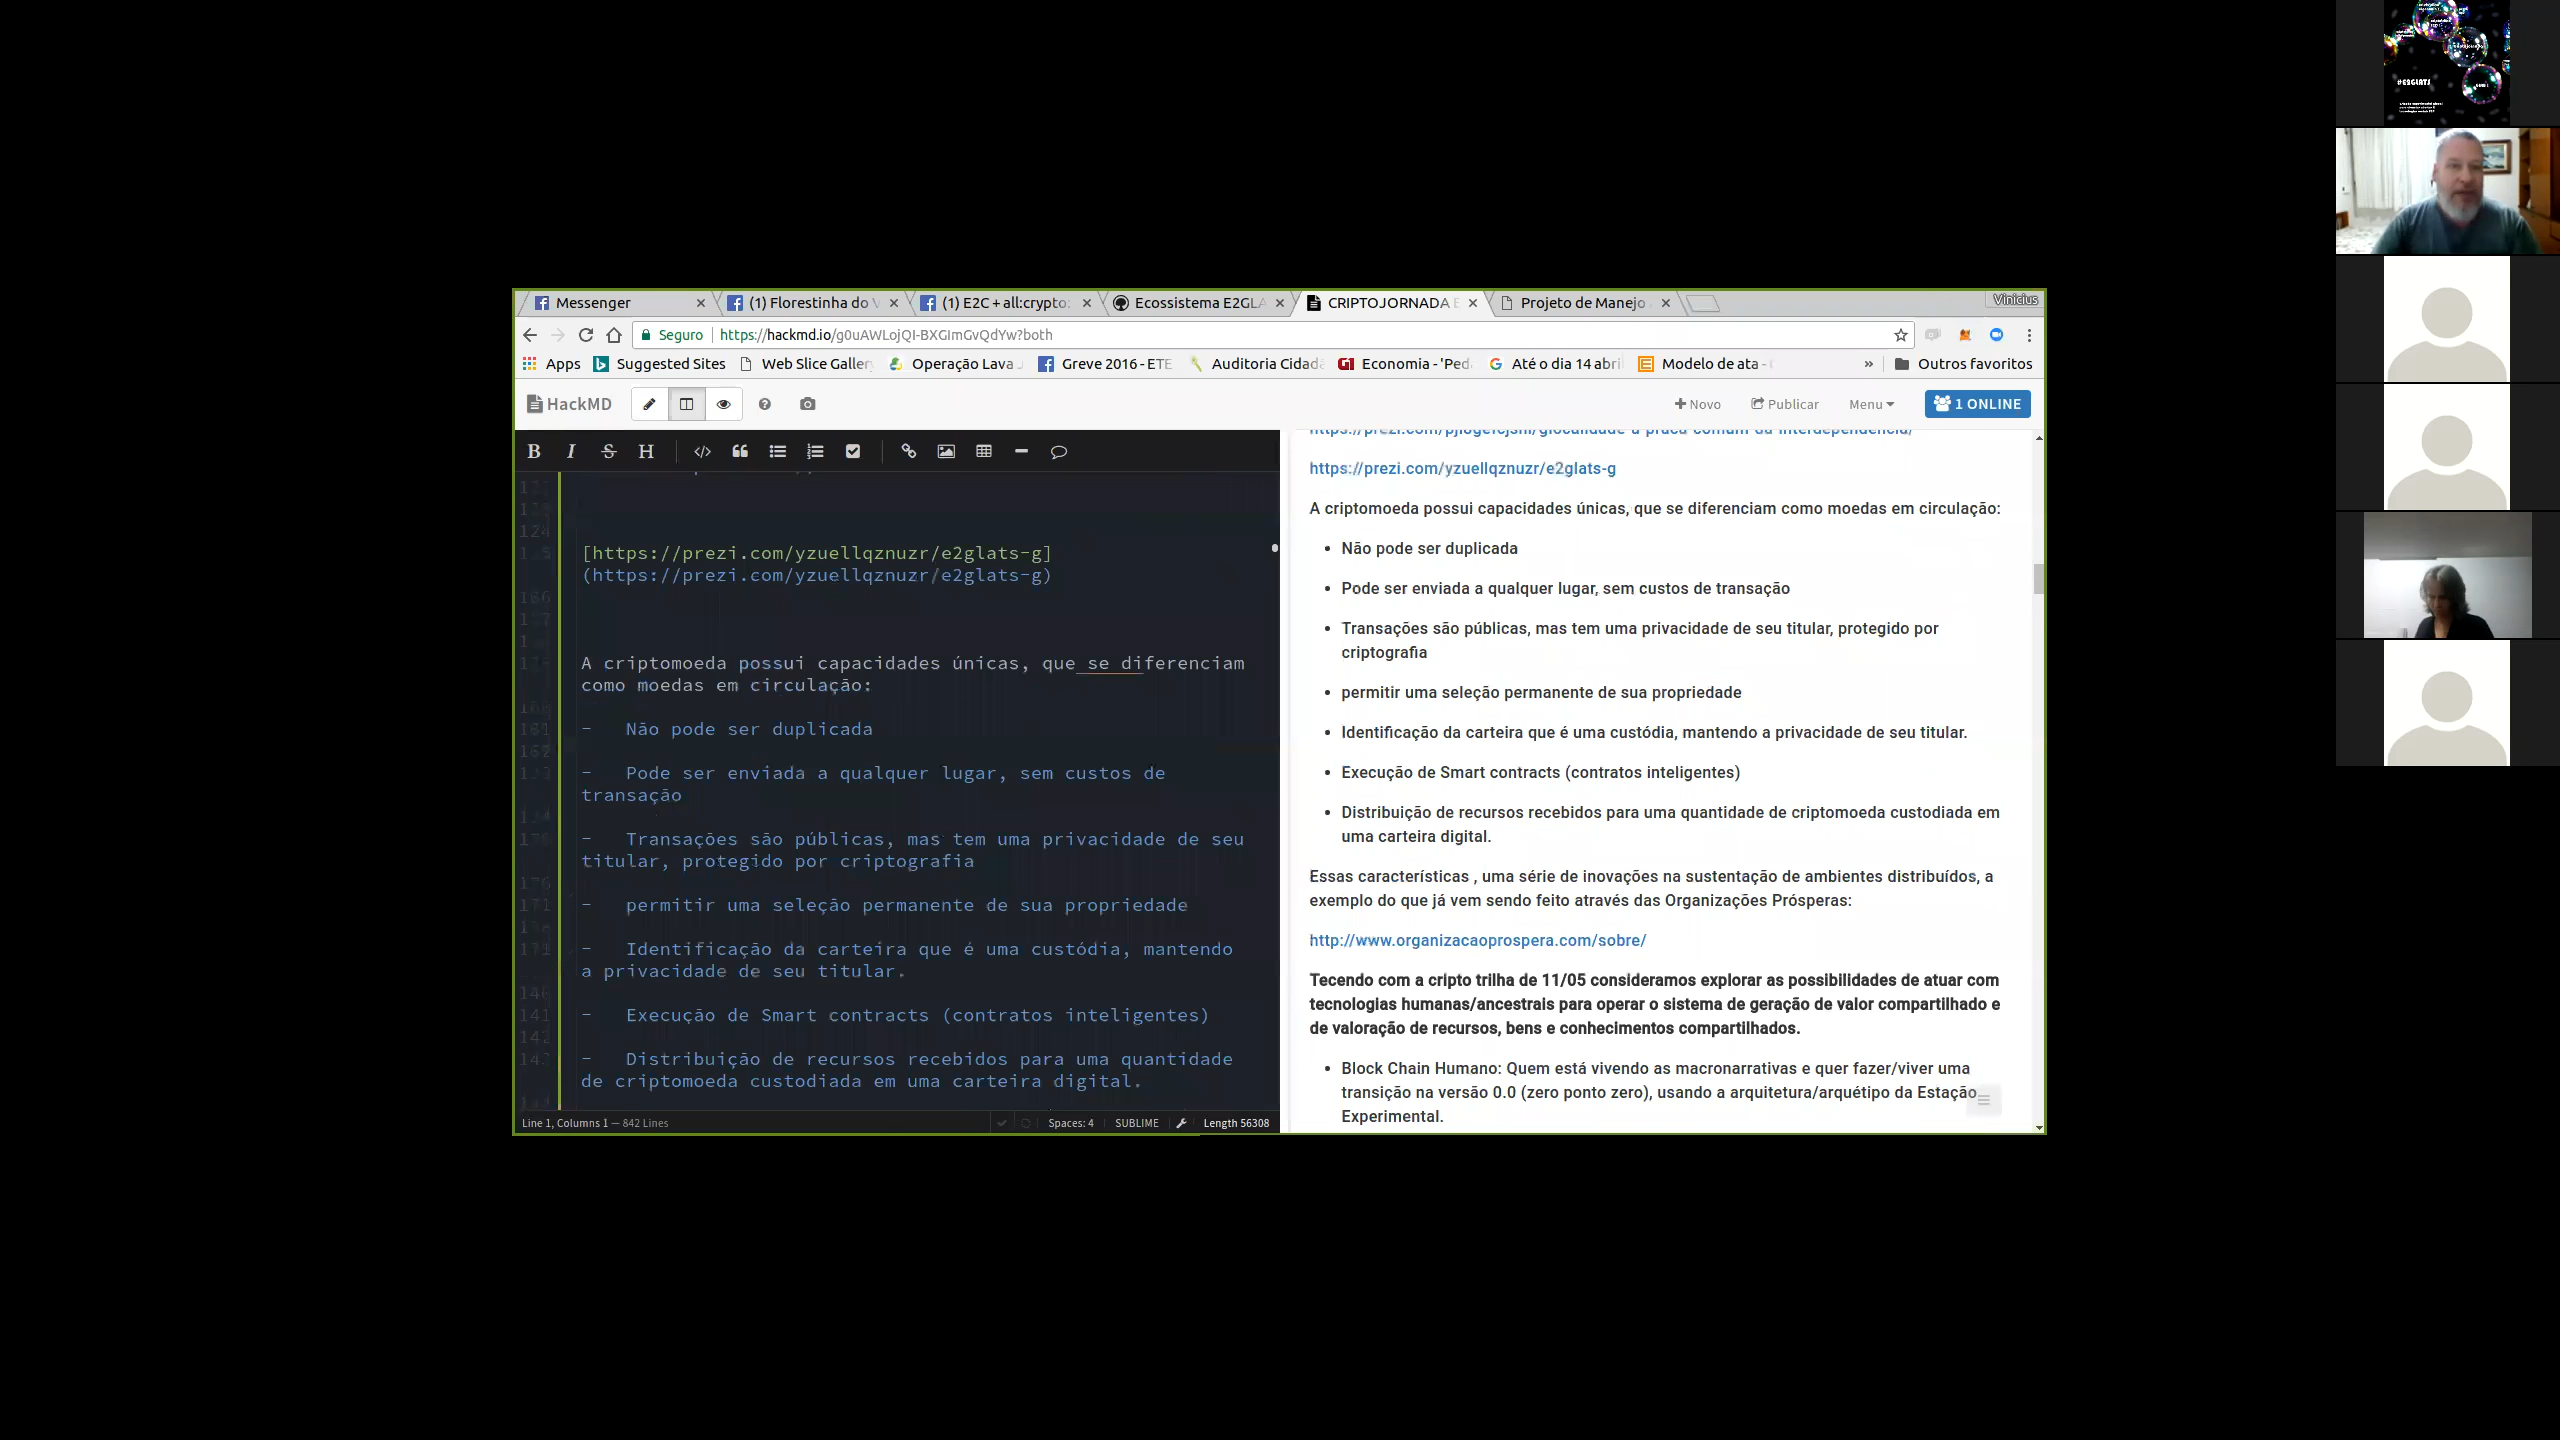 #E2GLATS
Messenger
(1) Florestinha do V
(1) E2C + all:crypto:
Ecossistema E2GLA
CRIPTOJORNADA E
Projeto de Manejo
Vinicius
Seguro
https://hackmd.io/g0uAWLojQI-BXGImGvQdYw?both
Apps
Suggested Sites
Web Slice Gallery
Operação Lava J
Greve 2016 - ETE
Auditoria Cidadã
Economia - 'Ped
Até o dia 14 abri
Modelo de ata -
»
Outros favoritos
HackMD
Novo
Publicar
Menu
1 ONLINE
B I S H
124
[https://prezi.com/yzuellqznuzr/e2glats-g]
(https://prezi.com/yzuellqznuzr/e2glats-g)
A criptomoeda possui capacidades únicas, que se diferenciam
como moedas em circulação:
- Não pode ser duplicada
- Pode ser enviada a qualquer lugar, sem custos de
transação
- Transações são públicas, mas tem uma privacidade de seu
titular, protegido por criptografia
- permitir uma seleção permanente de sua propriedade
- Identificação da carteira que é uma custódia, mantendo
a privacidade de seu titular.
141
- Execução de Smart contracts (contratos inteligentes)
142
- Distribuição de recursos recebidos para uma quantidade
de criptomoeda custodiada em uma carteira digital.
Line 1, Columns 1 — 842 Lines
Spaces: 4
SUBLIME
Length 56308
https://prezi.com/yzuellqznuzr/e2glats-g
A criptomoeda possui capacidades únicas, que se diferenciam como moedas em circulação:
• Não pode ser duplicada
• Pode ser enviada a qualquer lugar, sem custos de transação
• Transações são públicas, mas tem uma privacidade de seu titular, protegido por
criptografia
• permitir uma seleção permanente de sua propriedade
• Identificação da carteira que é uma custódia, mantendo a privacidade de seu titular.
• Execução de Smart contracts (contratos inteligentes)
• Distribuição de recursos recebidos para uma quantidade de criptomoeda custodiada em
uma carteira digital.
Essas características , uma série de inovações na sustentação de ambientes distribuídos, a
exemplo do que já vem sendo feito através das Organizações Prósperas:
http://www.organizacaoprospera.com/sobre/
Tecendo com a cripto trilha de 11/05 consideramos explorar as possibilidades de atuar com
tecnologias humanas/ancestrais para operar o sistema de geração de valor compartilhado e
de valoração de recursos, bens e conhecimentos compartilhados.
• Block Chain Humano: Quem está vivendo as macronarrativas e quer fazer/viver uma
transição na versão 0.0 (zero ponto zero), usando a arquitetura/arquétipo da Estação
Experimental.